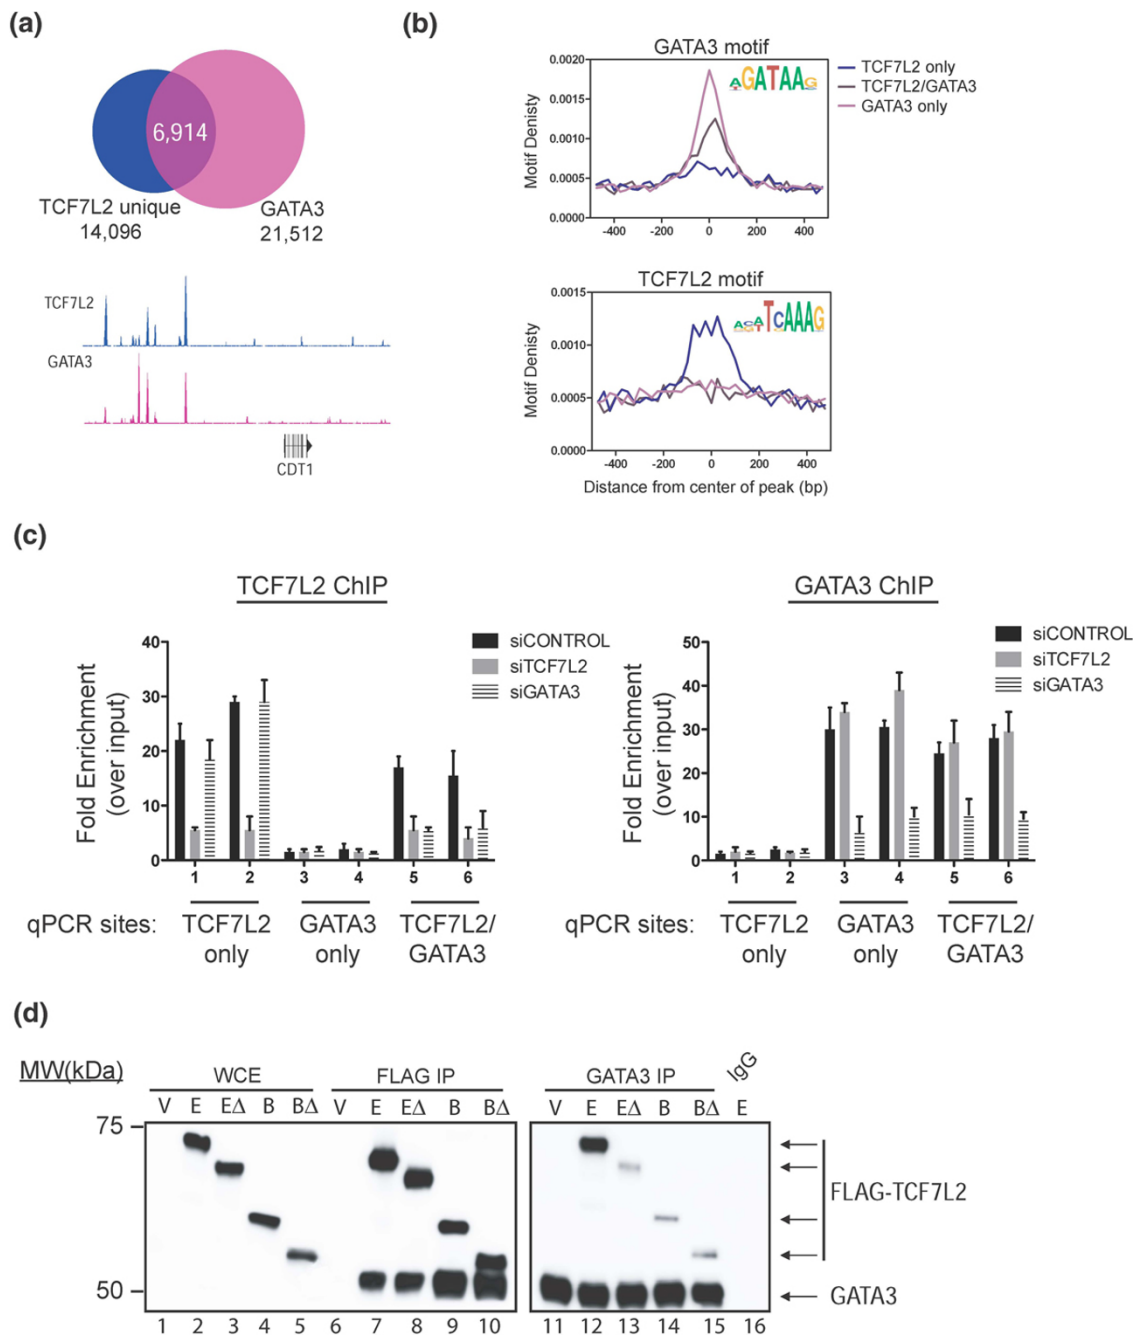 (a)
6,914
TCF7L2 unique
14,096
GATA3
21,512
TCF7L2
GATA3
CDT1
(b)
GATA3 motif
Motif Denisty
0.0020
0.0015
0.0010
0.0005
0.0000
-400 -200 0 200 400
GATAAG
TCF7L2 only
TCF7L2/GATA3
GATA3 only
TCF7L2 motif
Motif Denisty
0.0015
0.0010
0.0005
0.0000
-400 -200 0 200 400
TCAAAG
Distance from center of peak (bp)
(c)
TCF7L2 ChIP
Fold Enrichment
(over input)
40
30
20
10
0
siCONTROL
siTCF7L2
siGATA3
1 2 3 4 5 6
qPCR sites: TCF7L2 only GATA3 only TCF7L2/ GATA3
GATA3 ChIP
Fold Enrichment
(over input)
50
40
30
20
10
0
siCONTROL
siTCF7L2
siGATA3
1 2 3 4 5 6
qPCR sites: TCF7L2 only GATA3 only TCF7L2/ GATA3
(d)
MW(kDa)
WCE FLAG IP GATA3 IP IgG
V E EΔ B BΔ V E EΔ B BΔ V E EΔ B BΔ E
75
50
FLAG-TCF7L2
GATA3
1 2 3 4 5 6 7 8 9 10 11 12 13 14 15 16